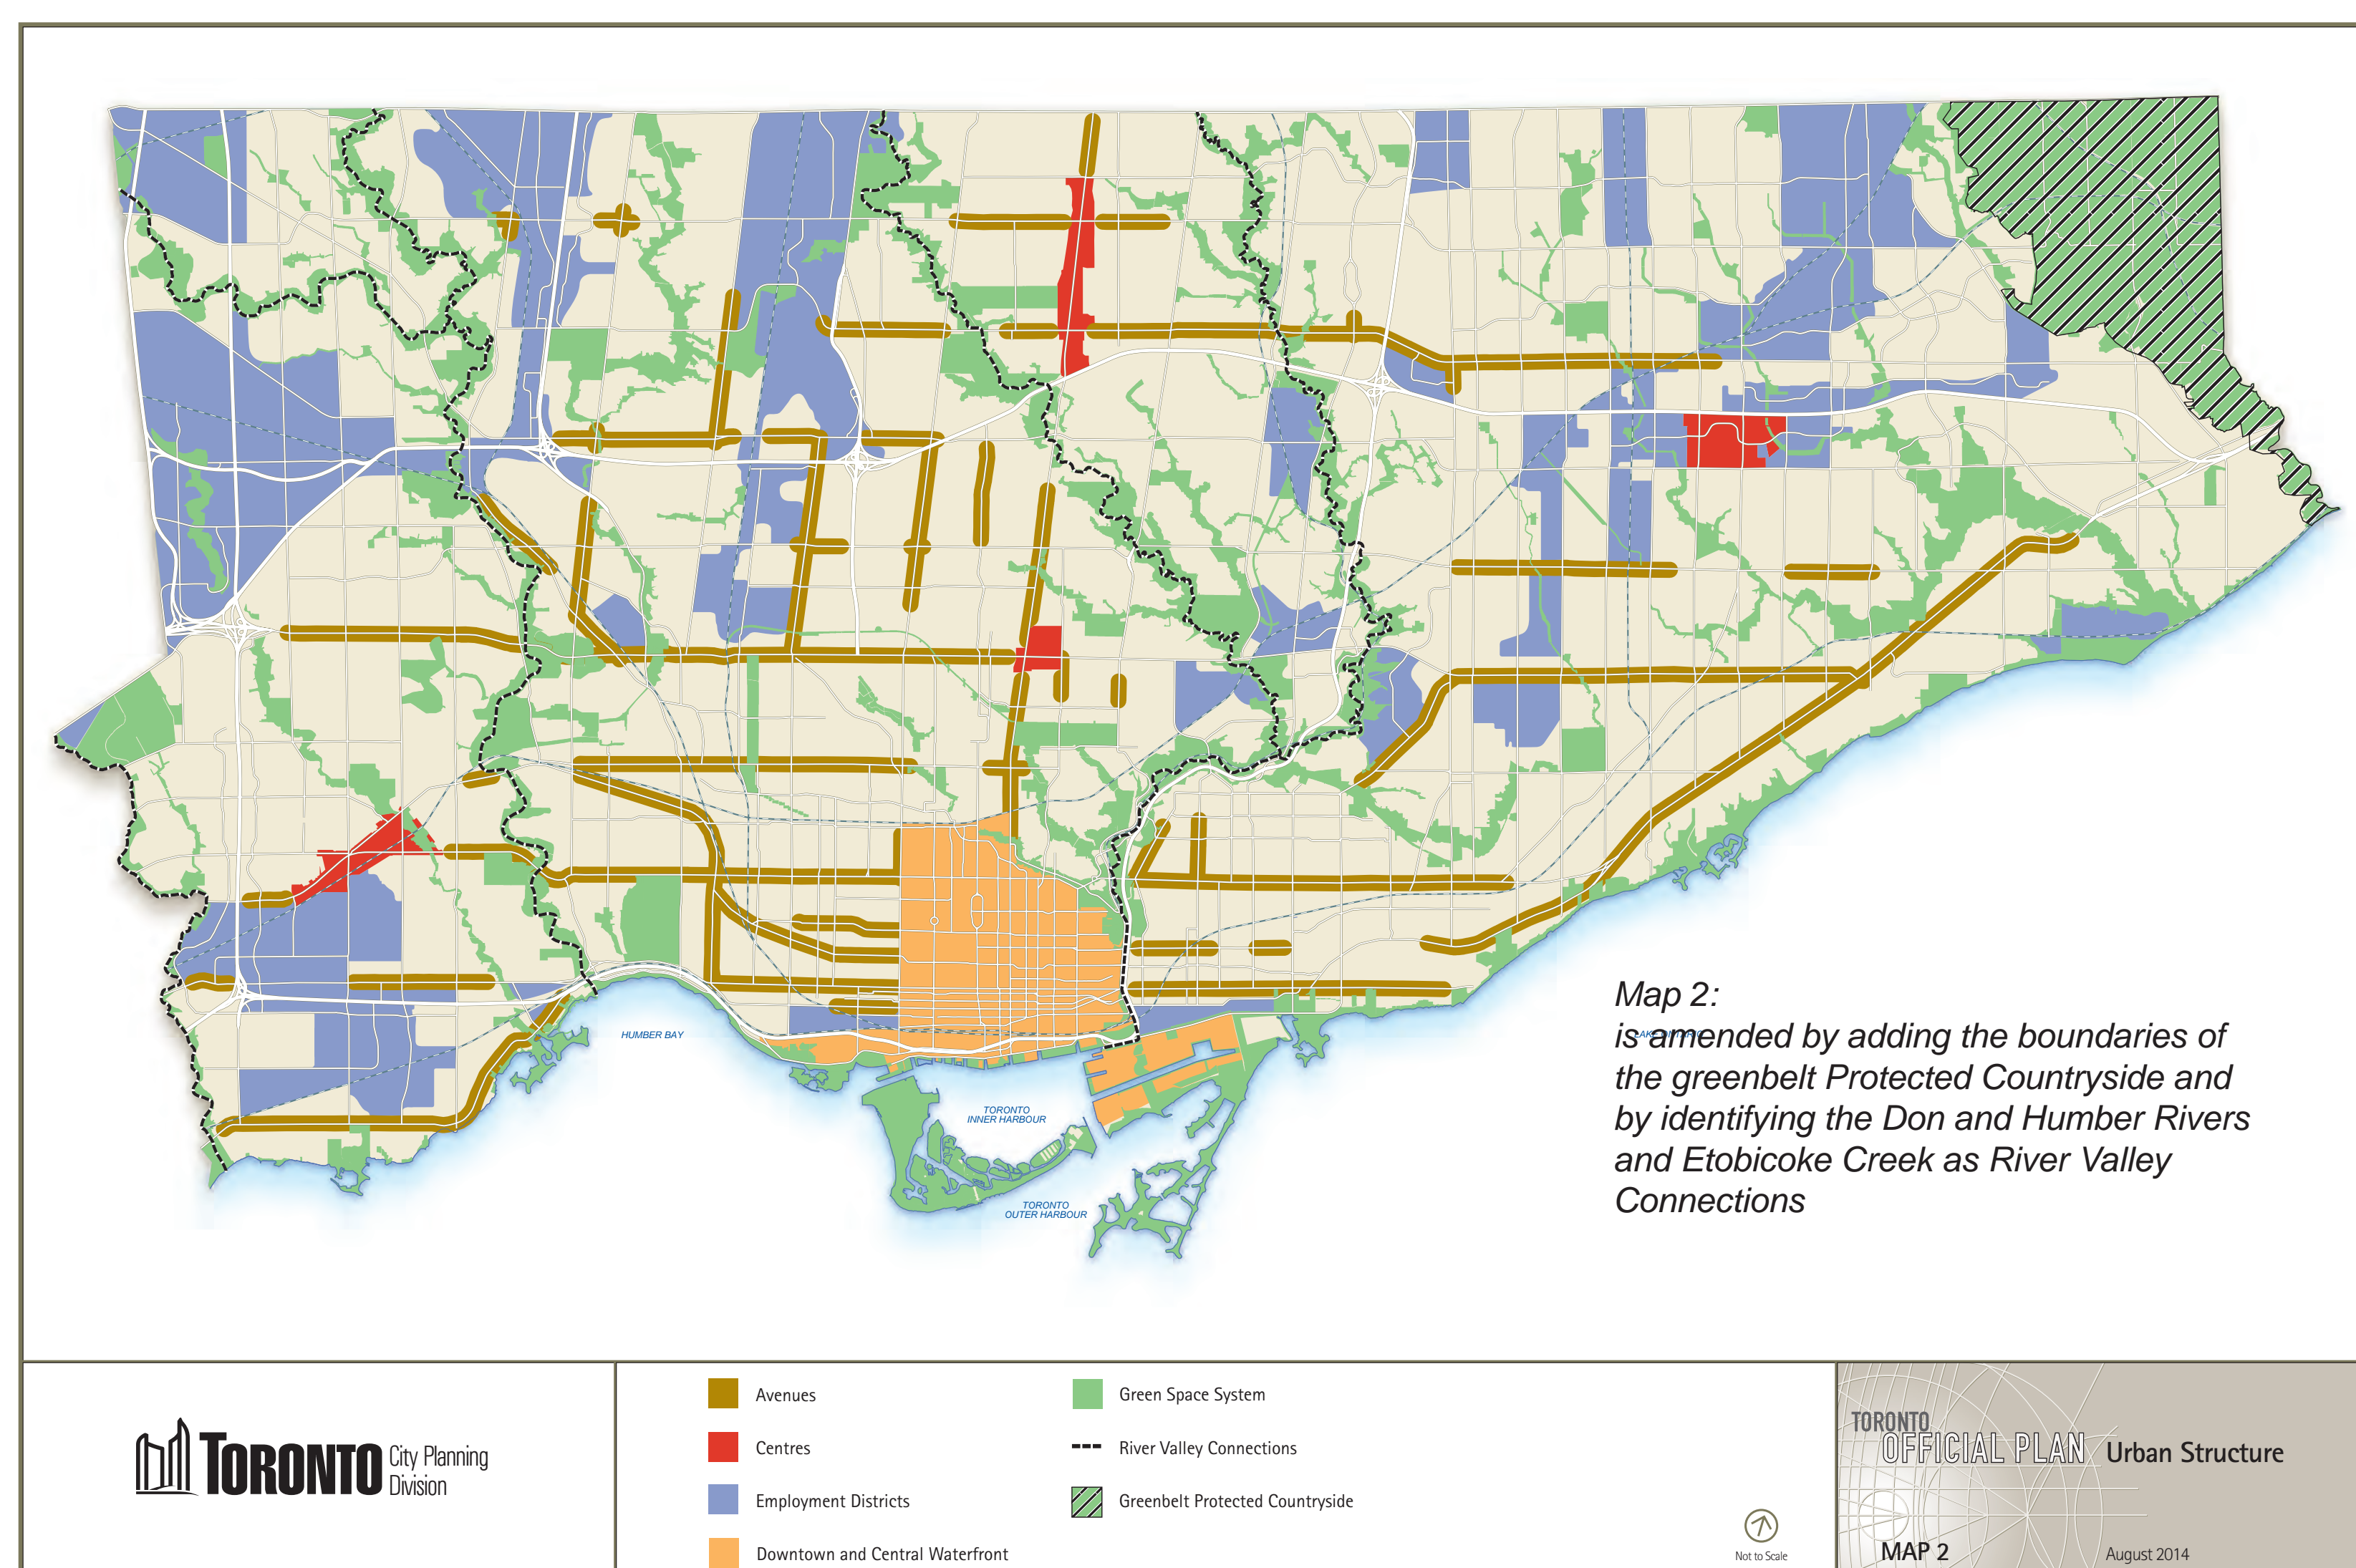 HUMBER BAY
TORONTO
INNER HARBOUR
TORONTO
OUTER HARBOUR
Map 2:
is amended by adding the boundaries of
the greenbelt Protected Countryside and
by identifying the Don and Humber Rivers
and Etobicoke Creek as River Valley
Connections
TORONTO City Planning
Division
Avenues
Centres
Employment Districts
Downtown and Central Waterfront
Green Space System
River Valley Connections
Greenbelt Protected Countryside
Not to Scale
TORONTO
OFFICIAL PLAN Urban Structure
MAP 2 August 2014